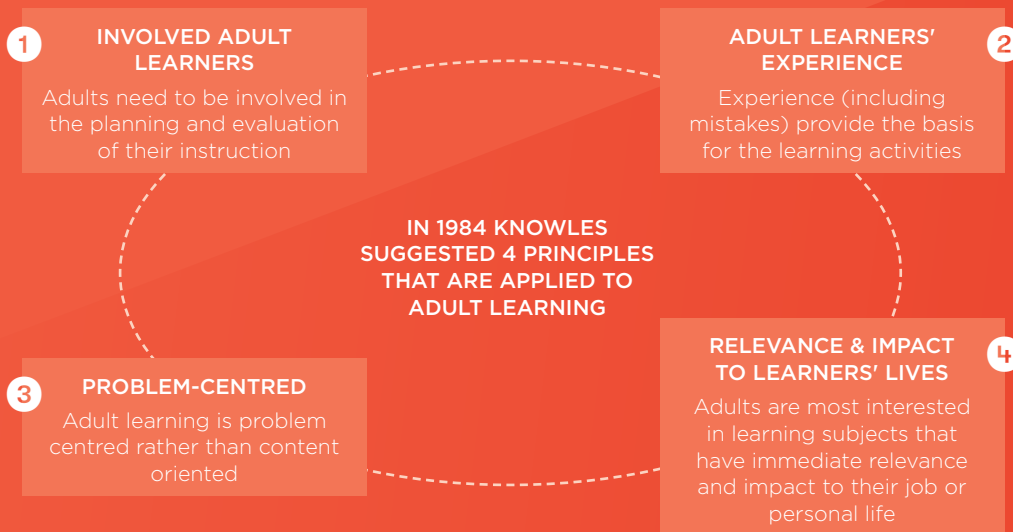 1
INVOLVED ADULT
LEARNERS
Adults need to be involved in
the planning and evaluation
of their instruction
2
ADULT LEARNERS'
EXPERIENCE
Experience (including
mistakes) provide the basis
for the learning activities
IN 1984 KNOWLES
SUGGESTED 4 PRINCIPLES
THAT ARE APPLIED TO
ADULT LEARNING
3
PROBLEM-CENTRED
Adult learning is problem
centred rather than content
oriented
4
RELEVANCE & IMPACT
TO LEARNERS' LIVES
Adults are most interested
in learning subjects that
have immediate relevance
and impact to their job or
personal life